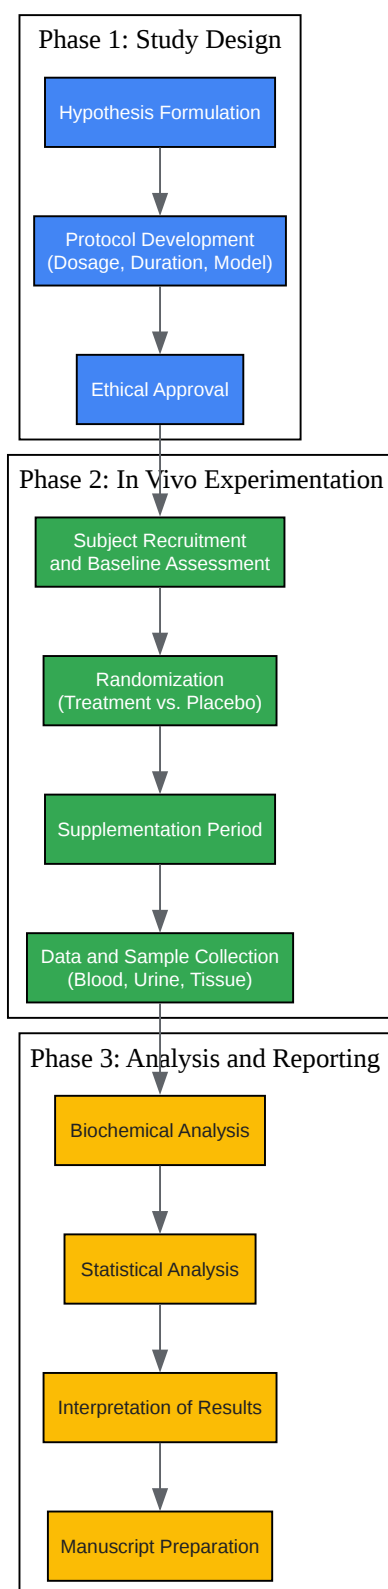 Phase 1: Study Design
Hypothesis Formulation
Protocol Development
(Dosage, Duration, Model)
Ethical Approval
Phase 2: In Vivo Experimentation
Subject Recruitment
and Baseline Assessment
Randomization
(Treatment vs. Placebo)
Supplementation Period
Data and Sample Collection
(Blood, Urine, Tissue)
Phase 3: Analysis and Reporting
Biochemical Analysis
Statistical Analysis
Interpretation of Results
Manuscript Preparation